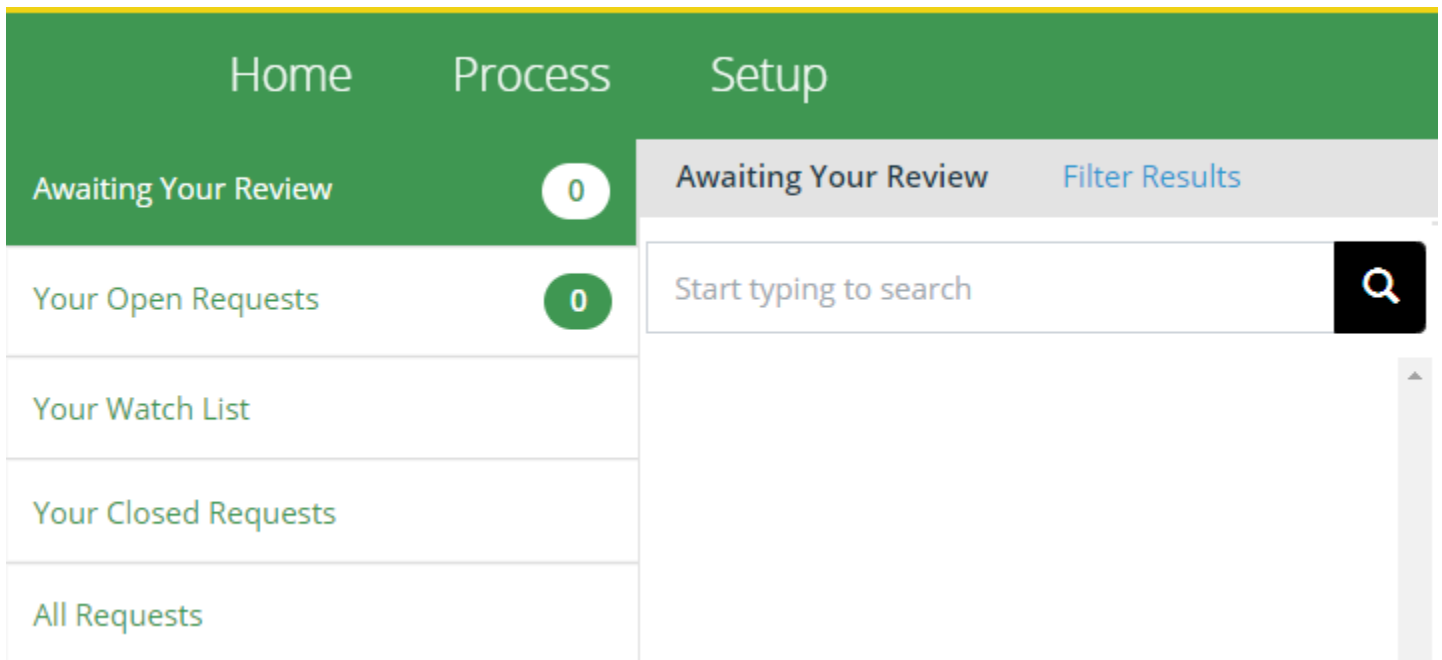 Home Process Setup
Awaiting Your Review 0
Your Open Requests 0
Your Watch List
Your Closed Requests
All Requests
Awaiting Your Review Filter Results
Start typing to search